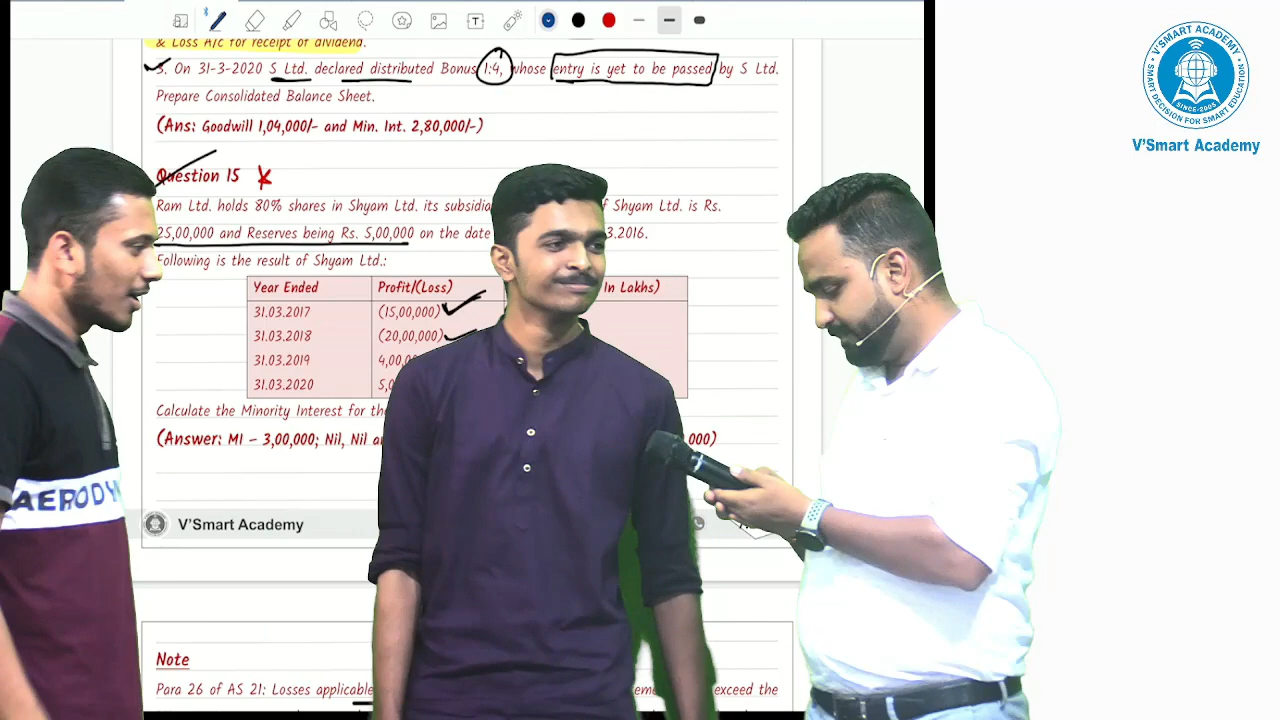 & Loss A/c for receipt of dividend.
3. On 31-3-2020 S Ltd. declared distributed Bonus 1:4, whose entry is yet to be passed by S Ltd.
Prepare Consolidated Balance Sheet.
(Ans: Goodwill 1,04,000/- and Min. Int. 2,80,000/-)
Question 15
Ram Ltd. holds 80% shares in Shyam Ltd. its f Shyam Ltd. is Rs.
25,00,000 and Reserves being Rs. 5,00,000 on the date 3.2016.
Following is the result of Shyam Ltd.:
Year Ended Profit/(Loss) In Lakhs)
31.03.2017 (15,00,000)
31.03.2018 (20,00,000)
31.03.2019 4,00,
31.03.2020 5,0
Calculate the Minority Interest for the
(Answer: MI – 3,00,000; Nil, Nil 000)
V'Smart Academy
Note
Para 26 of AS 21: Losses applicable exceed the
V'SMART ACADEMY
SMART DECISION FOR SMART EDUCATION
SINCE-2005
V'Smart Academy
AERODYN